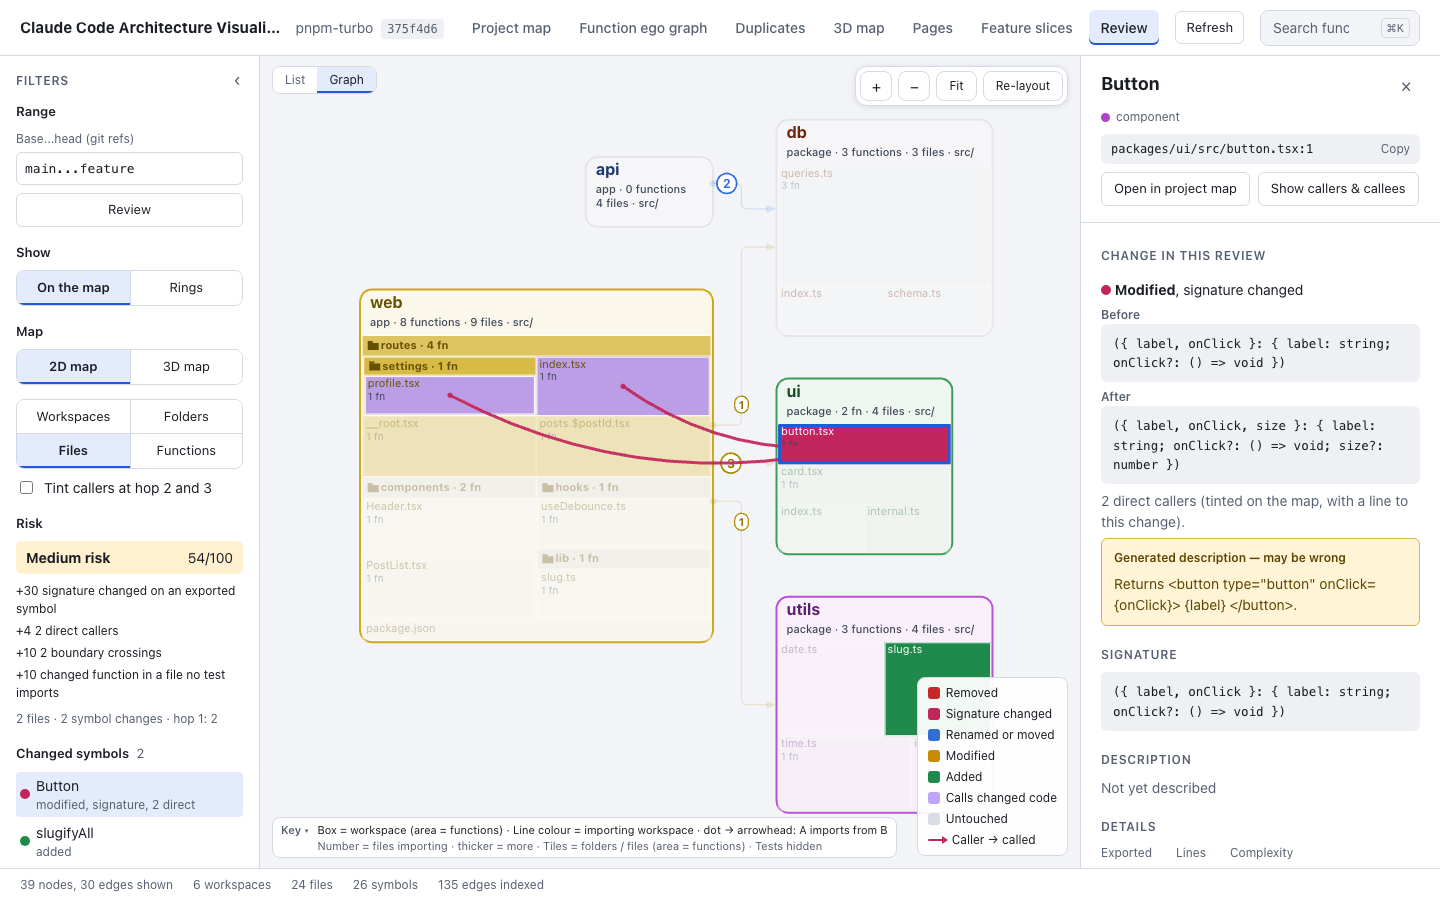 Claude Code Architecture Visuali...
pnpm-turbo
375f4d6
Project map
Function ego graph
Duplicates
3D map
Pages
Feature slices
Review
Refresh
Search func
⌘K
FILTERS
Range
Base...head (git refs)
main...feature
Review
Show
On the map
Rings
Map
2D map
3D map
Workspaces
Folders
Files
Functions
Tint callers at hop 2 and 3
Risk
Medium risk
54/100
+30 signature changed on an exported
symbol
+4 2 direct callers
+10 2 boundary crossings
+10 changed function in a file no test
imports
2 files · 2 symbol changes · hop 1: 2
Changed symbols 2
Button
modified, signature, 2 direct
slugifyAll
added
List
Graph
+
−
Fit
Re-layout
api
app · 0 functions
4 files · src/
2
db
package · 3 functions · 3 files · src/
queries.ts
3 fn
index.ts
schema.ts
web
app · 8 functions · 9 files · src/
routes · 4 fn
settings · 1 fn
index.tsx
1 fn
profile.tsx
1 fn
__root.tsx
1 fn
posts.$postId.tsx
1 fn
components · 2 fn
hooks · 1 fn
Header.tsx
1 fn
useDebounce.ts
1 fn
lib · 1 fn
PostList.tsx
1 fn
slug.ts
1 fn
package.json
1
3
1
ui
package · 2 fn · 4 files · src/
button.tsx
1 fn
card.tsx
1 fn
index.ts
internal.ts
utils
package · 3 functions · 4 files · src/
date.ts
slug.ts
time.ts
1 fn
Removed
Signature changed
Renamed or moved
Modified
Added
Calls changed code
Untouched
Caller → called
Key ▾ Box = workspace (area = functions) · Line colour = importing workspace · dot → arrowhead: A imports from B
Number = files importing · thicker = more · Tiles = folders / files (area = functions) · Tests hidden
Button
×
component
packages/ui/src/button.tsx:1
Copy
Open in project map
Show callers & callees
CHANGE IN THIS REVIEW
Modified, signature changed
Before
({ label, onClick }: { label: string;
onClick?: () => void })
After
({ label, onClick, size }: { label:
string; onClick?: () => void; size?:
number })
2 direct callers (tinted on the map, with a line to
this change).
Generated description — may be wrong
Returns <button type="button" onClick=
{onClick}> {label} </button>.
SIGNATURE
({ label, onClick }: { label: string;
onClick?: () => void })
DESCRIPTION
Not yet described
DETAILS
Exported
Lines
Complexity
39 nodes, 30 edges shown
6 workspaces
24 files
26 symbols
135 edges indexed